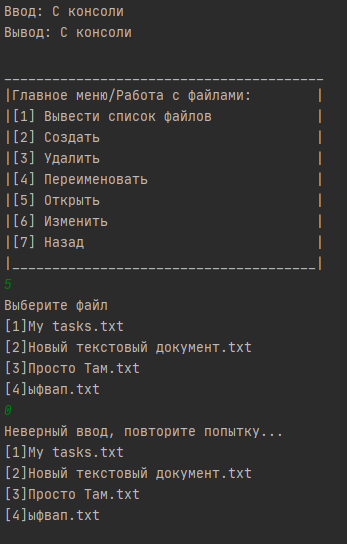 Ввод: С консоли
Вывод: С консоли
________________________________________
|Главное меню/Работа с файлами:        |
|[1] Вывести список файлов             |
|[2] Создать                           |
|[3] Удалить                           |
|[4] Переименовать                     |
|[5] Открыть                           |
|[6] Изменить                          |
|[7] Назад                             |
|______________________________________|
5
Выберите файл
[1]My tasks.txt
[2]Новый текстовый документ.txt
[3]Просто Там.txt
[4]ыфвап.txt
0
Неверный ввод, повторите попытку...
[1]My tasks.txt
[2]Новый текстовый документ.txt
[3]Просто Там.txt
[4]ыфвап.txt